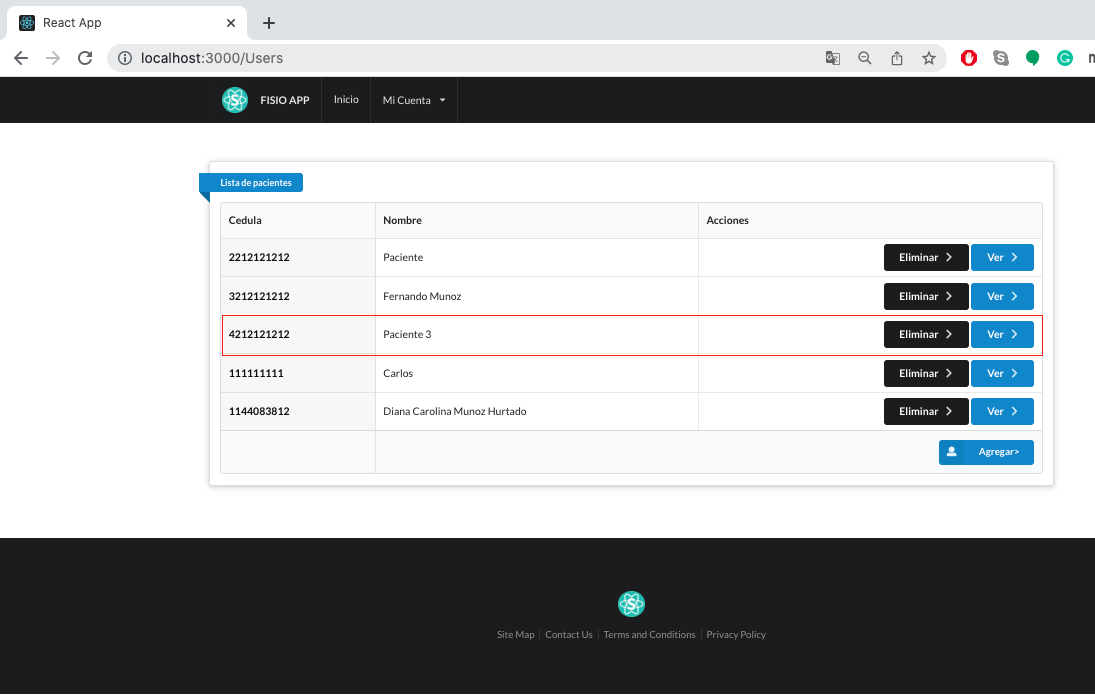 React App
localhost:3000/Users
FISIO APP Inicio Mi Cuenta
Lista de pacientes
Cedula Nombre Acciones
2212121212 Paciente Eliminar Ver
3212121212 Fernando Munoz Eliminar Ver
4212121212 Paciente 3 Eliminar Ver
111111111 Carlos Eliminar Ver
1144083812 Diana Carolina Munoz Hurtado Eliminar Ver
Agregar>
Site Map Contact Us Terms and Conditions Privacy Policy